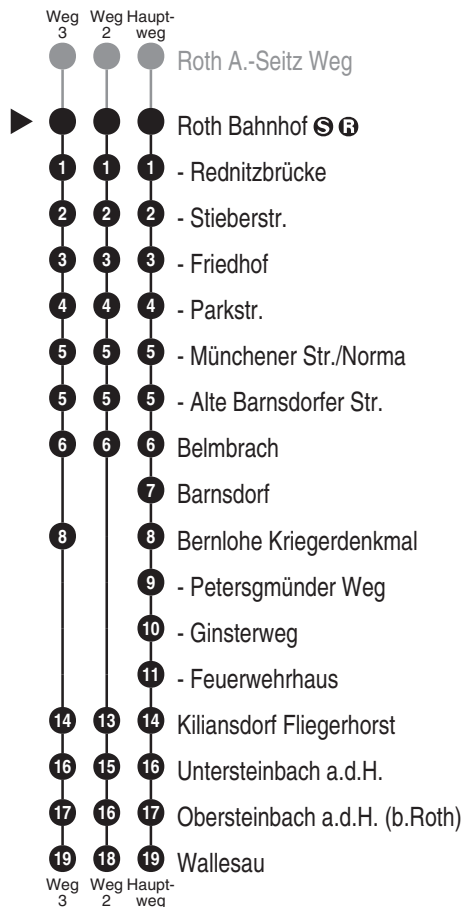 Weg 3 Weg 2 Haupt-weg
Roth A.-Seitz Weg
Roth Bahnhof S R
1 1 1 - Rednitzbrücke
2 2 2 - Stieberstr.
3 3 3 - Friedhof
4 4 4 - Parkstr.
5 5 5 - Münchener Str./Norma
5 5 5 - Alte Barnsdorfer Str.
6 6 6 Belmbrach
7 Barnsdorf
8 8 Bernlohe Kriegerdenkmal
9 - Petersgmünder Weg
10 - Ginsterweg
11 - Feuerwehrhaus
14 13 14 Kiliansdorf Fliegerhorst
16 15 16 Untersteinbach a.d.H.
17 16 17 Obersteinbach a.d.H. (b.Roth)
19 18 19 Wallesau
Weg 3 Weg 2 Haupt-weg